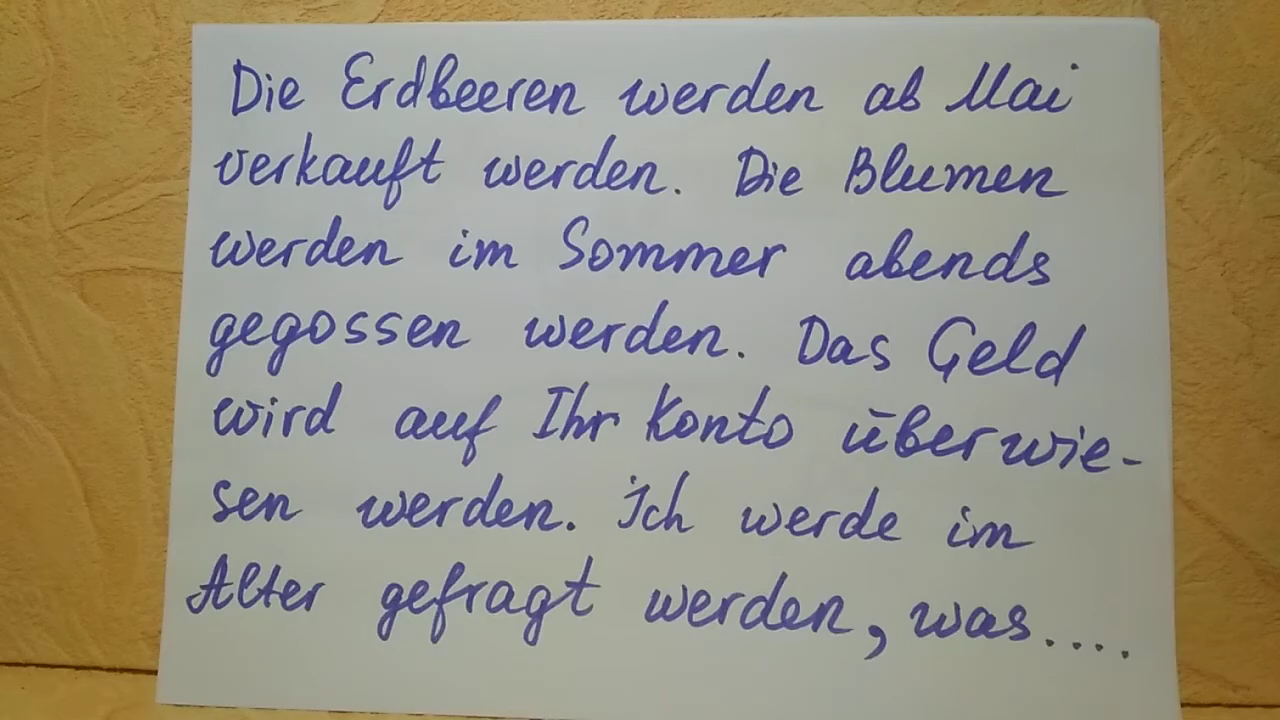 Die Erdbeeren werden ab Mai
verkauft werden. Die Blumen
werden im Sommer abends
gegossen werden. Das Geld
wird auf Ihr Konto überwie-
sen werden. Ich werde im
Alter gefragt werden, was....